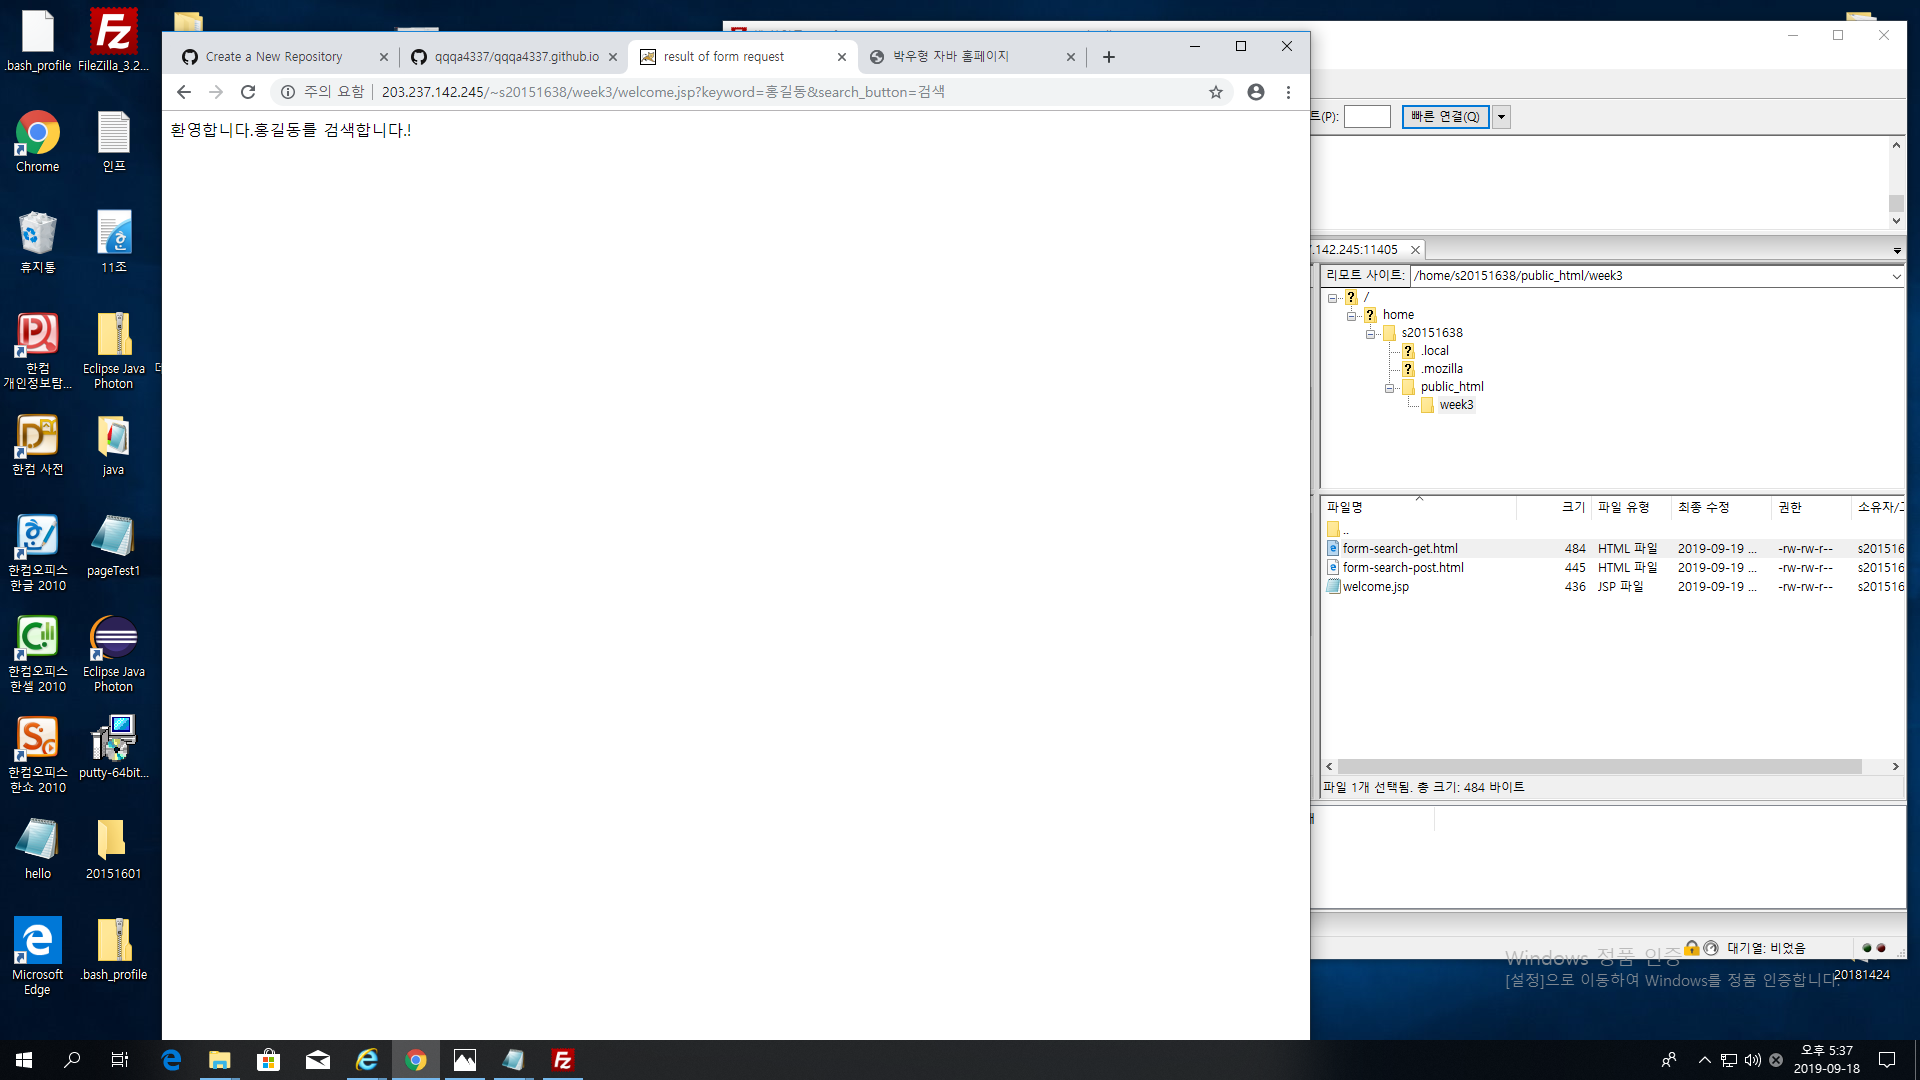 .bash_profile
FileZilla_3.2...
Chrome
인프
휴지통
11조
한컴
개인정보탐...
Eclipse Java
Photon
한컴 사전
java
한컴오피스
한글 2010
pageTest1
한컴오피스
한셀 2010
Eclipse Java
Photon
한컴오피스
한쇼 2010
putty-64bit...
hello
20151601
Microsoft
Edge
.bash_profile
Create a New Repository
qqqa4337/qqqa4337.github.io
result of form request
박우형 자바 홈페이지
주의 요함
203.237.142.245/~s20151638/week3/welcome.jsp?keyword=홍길동&search_button=검색
환영합니다.홍길동를 검색합니다.!
트(P):
빠른 연결(Q)
.142.245:11405
리모트 사이트: /home/s20151638/public_html/week3
/
home
s20151638
.local
.mozilla
public_html
week3
파일명 크기 파일 유형 최종 수정 권한 소유자/그
..
form-search-get.html 484 HTML 파일 2019-09-19 ... -rw-rw-r-- s201516
form-search-post.html 445 HTML 파일 2019-09-19 ... -rw-rw-r-- s201516
welcome.jsp 436 JSP 파일 2019-09-19 ... -rw-rw-r-- s201516
파일 1개 선택됨. 총 크기: 484 바이트
대기열: 비었음
Windows 정품 인증
[설정]으로 이동하여 Windows를 정품 인증합니다.
20181424
오후 5:37
2019-09-18